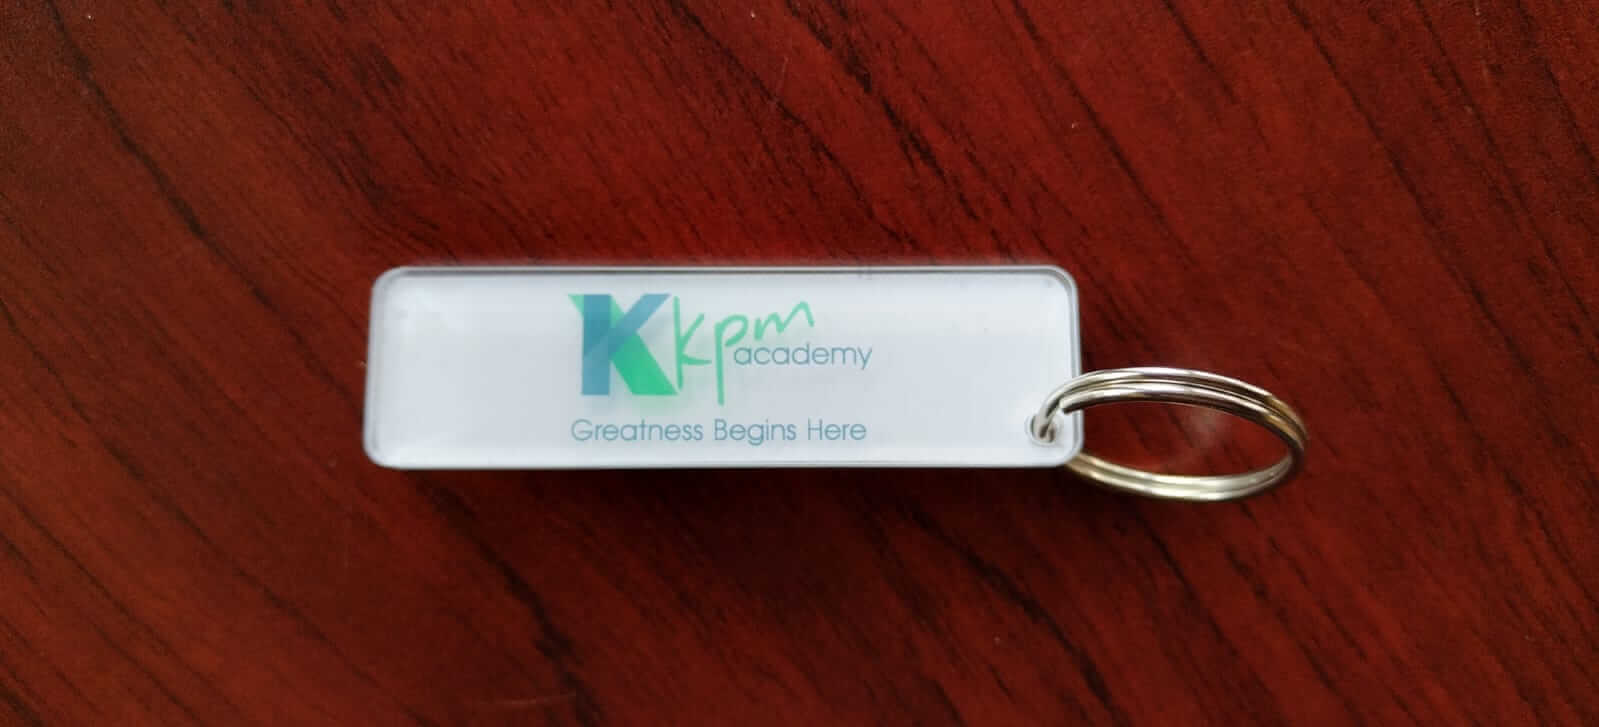 K kpm
academy
Greatness Begins Here